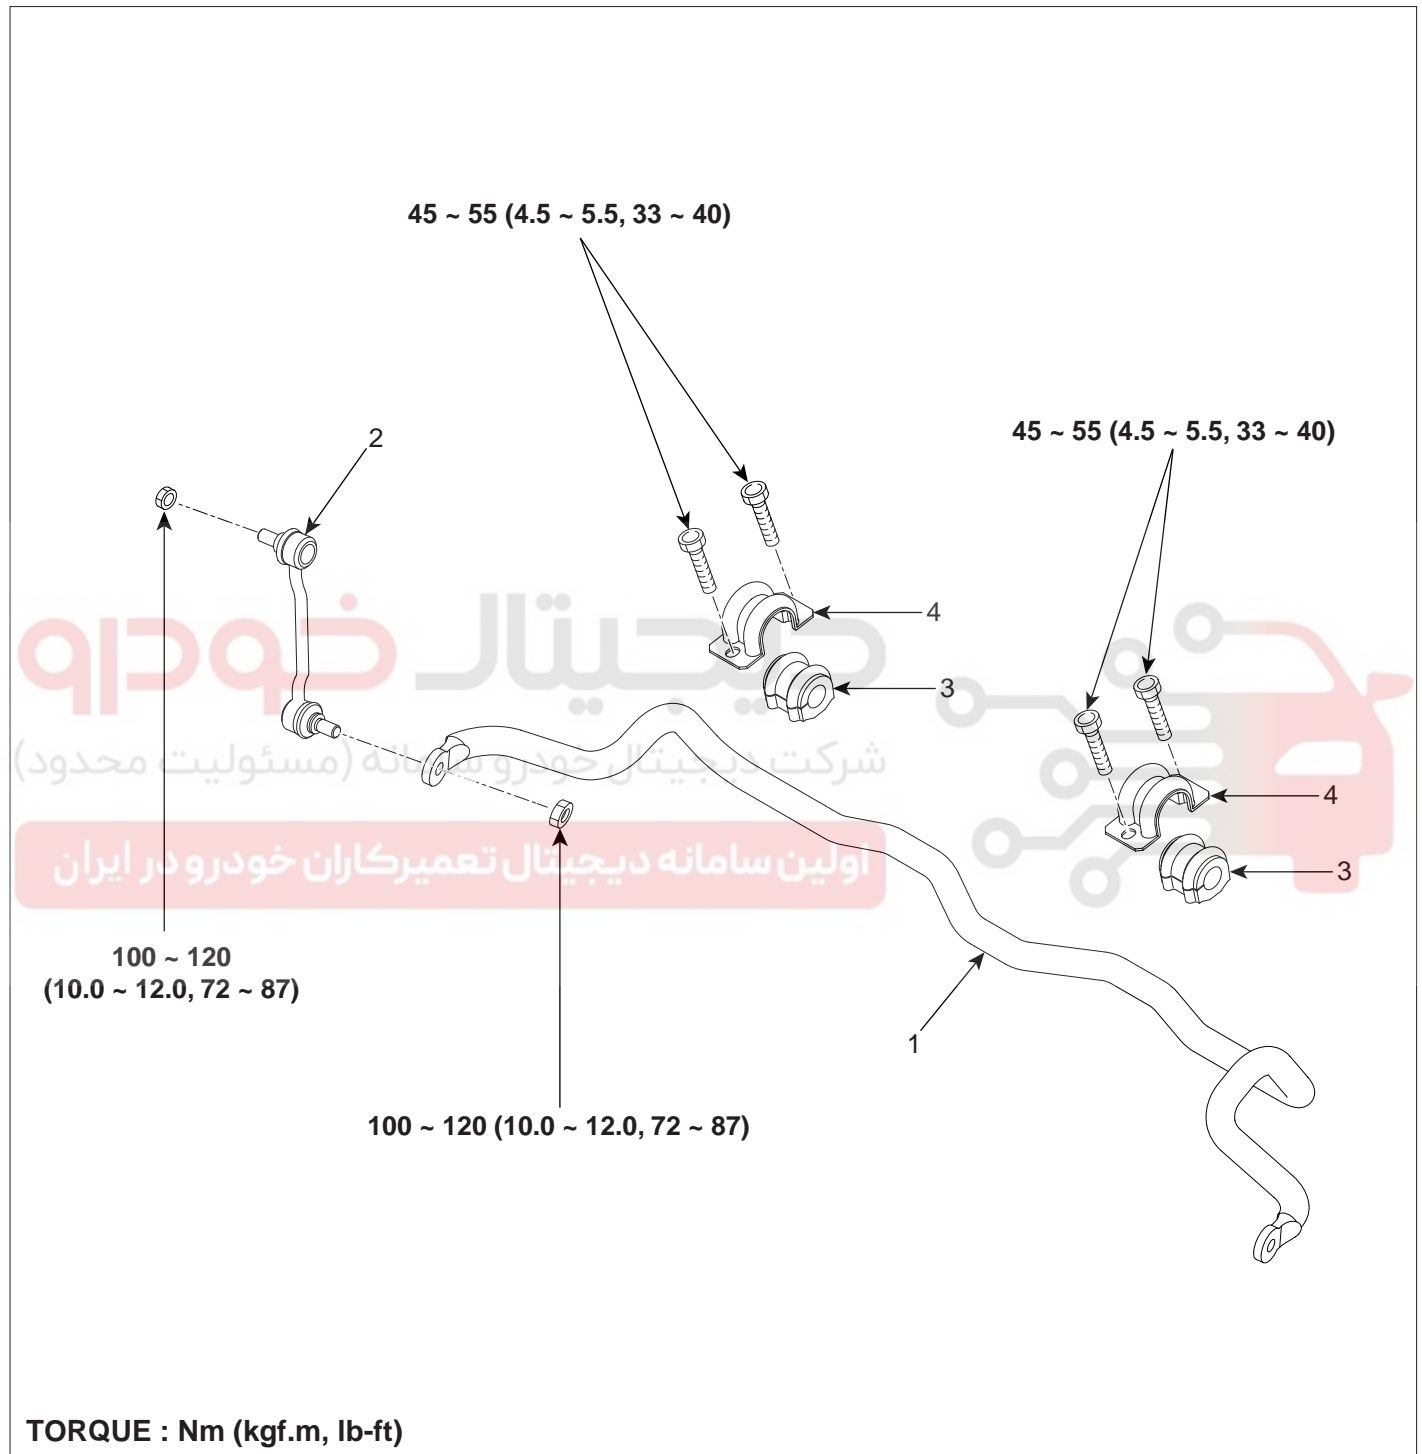 45 ~ 55 (4.5 ~ 5.5, 33 ~ 40)
45 ~ 55 (4.5 ~ 5.5, 33 ~ 40)
2
4
3
دیجیتال خودرو
شرکت دیجیتال خودرو سامانه (مسئولیت محدود)
4
اولین سامانه دیجیتال تعمیرکاران خودرو در ایران
3
100 ~ 120
(10.0 ~ 12.0, 72 ~ 87)
1
100 ~ 120 (10.0 ~ 12.0, 72 ~ 87)
TORQUE : Nm (kgf.m, lb-ft)